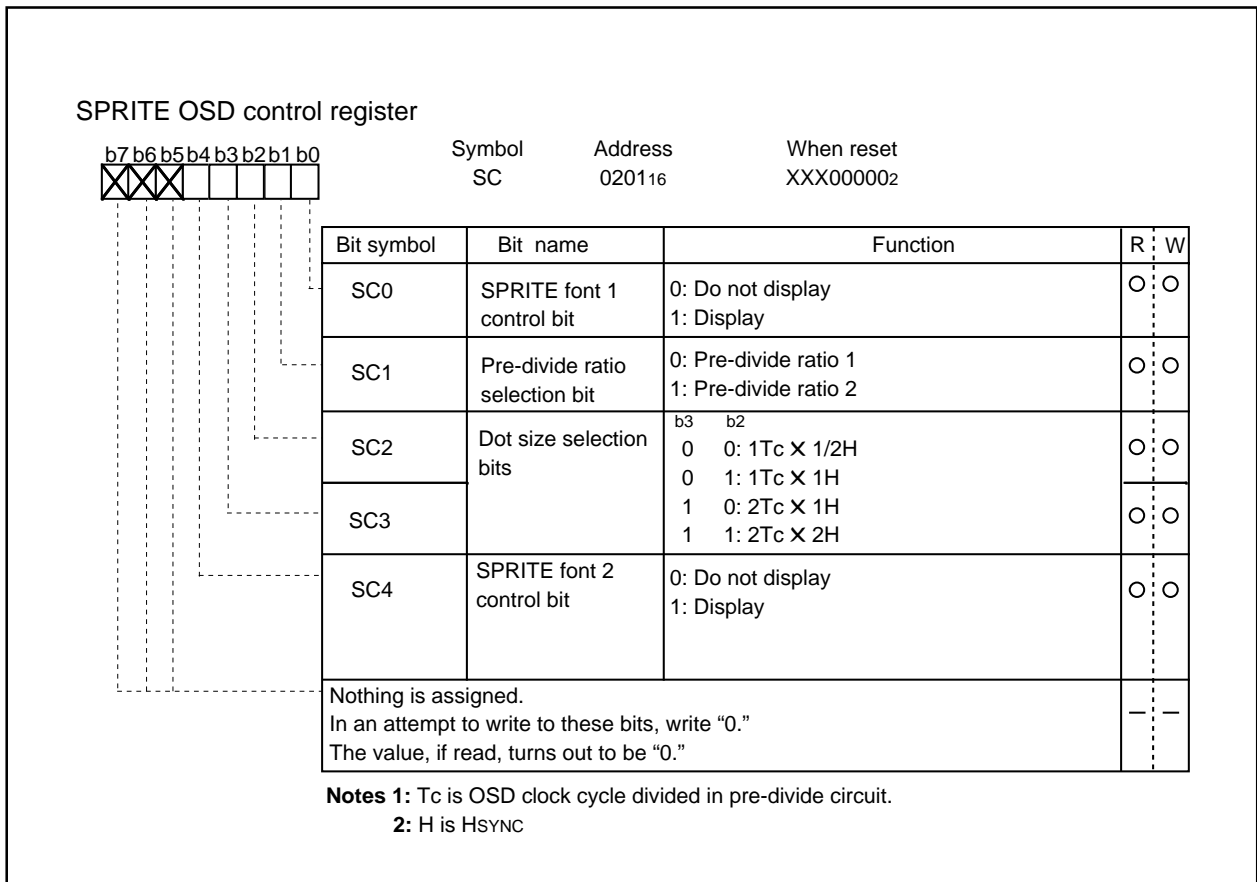 SPRITE OSD control register
b7 b6 b5 b4 b3 b2 b1 b0
Symbol Address When reset
SC 020116 XXX000002
Bit symbol Bit name Function R W
SC0 SPRITE font 1 control bit 0: Do not display
1: Display
SC1 Pre-divide ratio selection bit 0: Pre-divide ratio 1
1: Pre-divide ratio 2
SC2 Dot size selection bits b3 b2
0 0: 1Tc X 1/2H
0 1: 1Tc X 1H
SC3 1 0: 2Tc X 1H
1 1: 2Tc X 2H
SC4 SPRITE font 2 control bit 0: Do not display
1: Display
Nothing is assigned.
In an attempt to write to these bits, write “0.”
The value, if read, turns out to be “0.”
Notes 1: Tc is OSD clock cycle divided in pre-divide circuit.
2: H is HSYNC